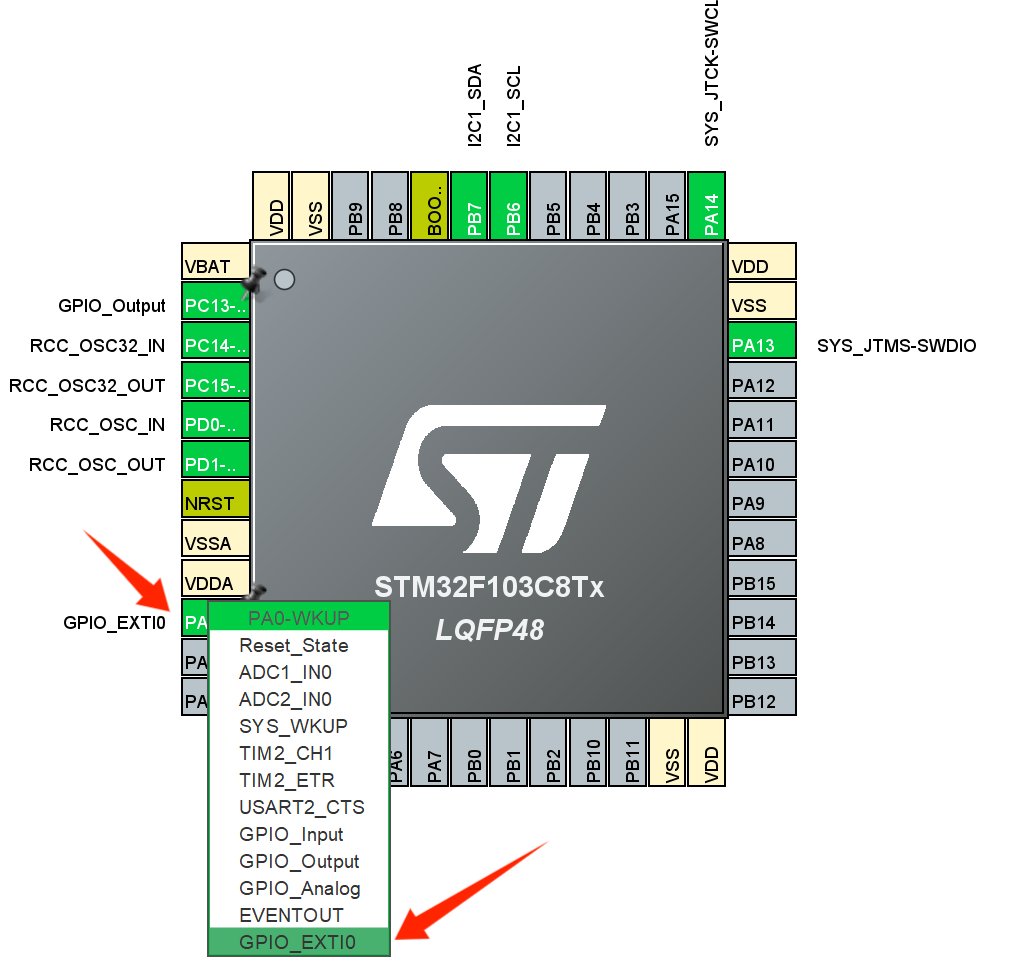 I2C1_SDA
I2C1_SCL
SYS_JTCK-SWCL
VDD
VSS
PB9
PB8
BOO..
PB7
PB6
PB5
PB4
PB3
PA15
PA14
VBAT
GPIO_Output
PC13-..
RCC_OSC32_IN
PC14-..
RCC_OSC32_OUT
PC15-..
RCC_OSC_IN
PD0-..
RCC_OSC_OUT
PD1-..
NRST
VSSA
VDDA
GPIO_EXTI0
PA
PA
PA
VDD
VSS
PA13
SYS_JTMS-SWDIO
PA12
PA11
PA10
PA9
PA8
PB15
PB14
PB13
PB12
ST
STM32F103C8Tx
LQFP48
PA0-WKUP
Reset_State
ADC1_IN0
ADC2_IN0
SYS_WKUP
TIM2_CH1
TIM2_ETR
USART2_CTS
GPIO_Input
GPIO_Output
GPIO_Analog
EVENTOUT
GPIO_EXTI0
PA6
PA7
PB0
PB1
PB2
PB10
PB11
VSS
VDD